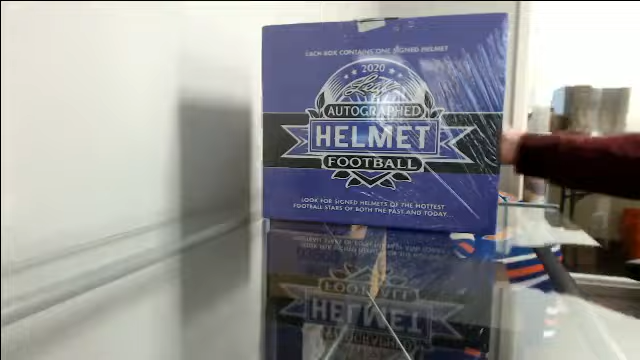 EACH BOX CONTAINS ONE SIGNED HELMET
2020
Leaf
AUTOGRAPHED
HELMET
FOOTBALL
LOOK FOR SIGNED HELMETS OF THE HOTTEST
FOOTBALL STARS OF BOTH THE PAST AND TODAY...